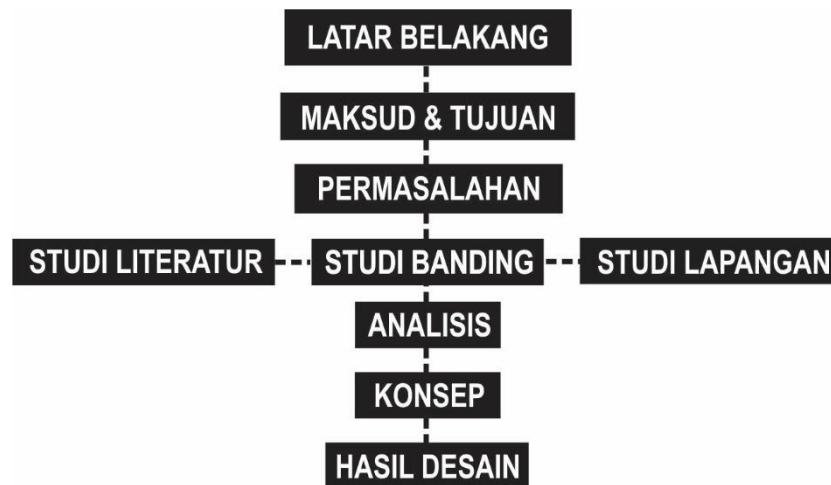 LATAR BELAKANG
MAKSUD & TUJUAN
PERMASALAHAN
STUDI LITERATUR
STUDI BANDING
STUDI LAPANGAN
ANALISIS
KONSEP
HASIL DESAIN